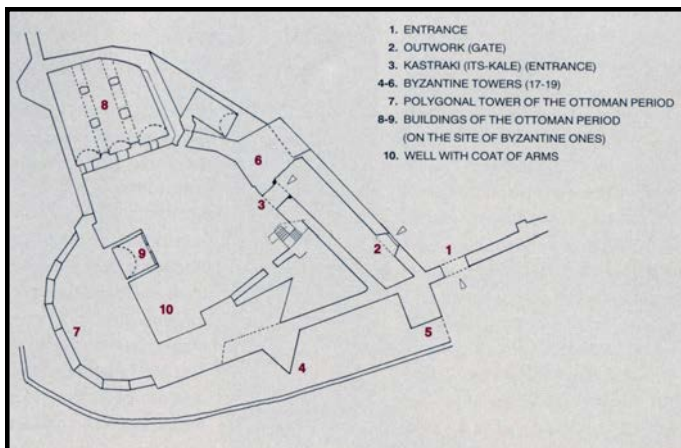 1. ENTRANCE
2. OUTWORK (GATE)
3. KASTRAKI (ITS-KALE) (ENTRANCE)
4-6. BYZANTINE TOWERS (17-19)
7. POLYGONAL TOWER OF THE OTTOMAN PERIOD
8-9. BUILDINGS OF THE OTTOMAN PERIOD
(ON THE SITE OF BYZANTINE ONES)
10. WELL WITH COAT OF ARMS
8
6
3
2
1
9
10
7
5
4